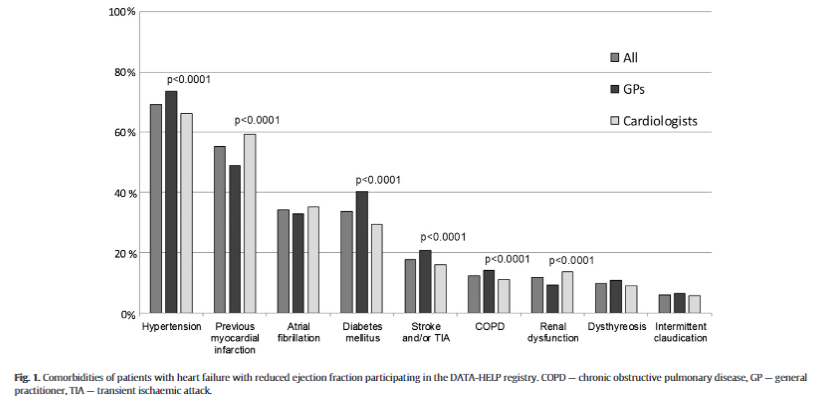 100%
80%
60%
40%
20%
0%
All
GPs
Cardiologists
p<0.0001
p<0.0001
p<0.0001
p<0.0001
p<0.0001
p<0.0001
Hypertension
Previous
myocardial
infarction
Atrial
fibrillation
Diabetes
mellitus
Stroke
and/or TIA
COPD
Renal
dysfunction
Dysthyreosis
Intermittent
claudication
Fig. 1. Comorbidities of patients with heart failure with reduced ejection fraction participating in the DATA-HELP registry. COPD — chronic obstructive pulmonary disease, GP — general
practitioner, TIA — transient ischaemic attack.